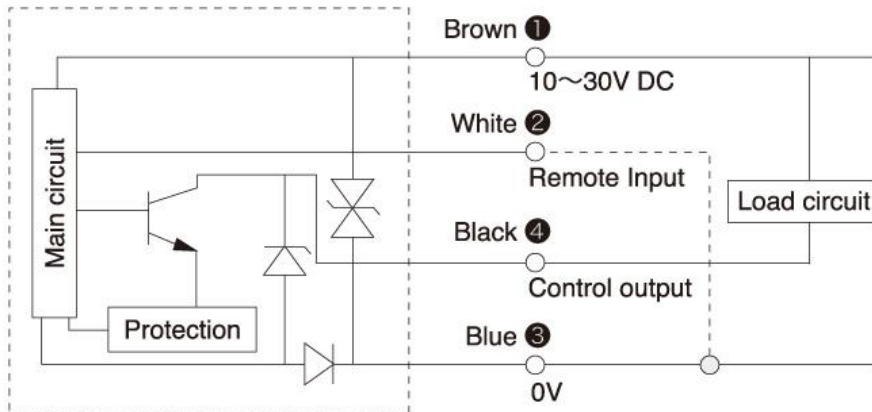 Brown ❶
10～30V DC
White ❷
Remote Input
Main circuit
Load circuit
Black ❹
Control output
Protection
Blue ❸
0V